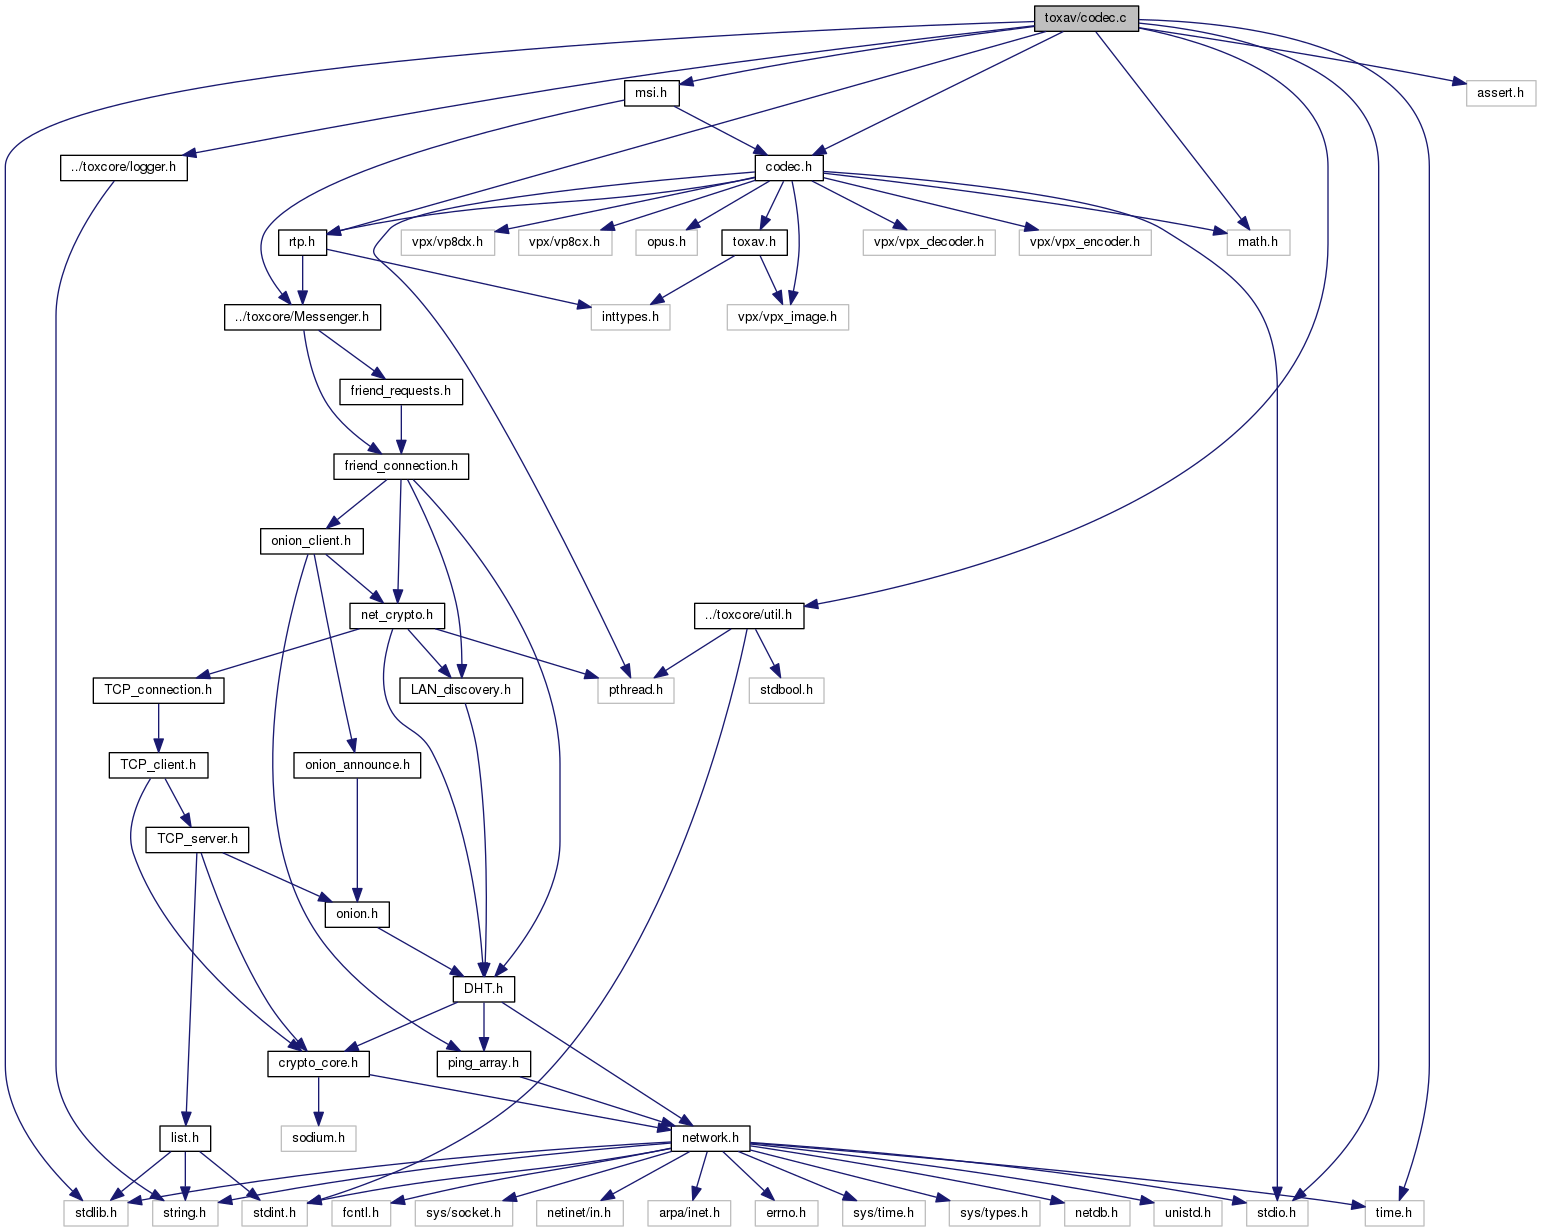 toxav/codec.c
msi.h
assert.h
../toxcore/logger.h
codec.h
rtp.h
vpx/vp8dx.h
vpx/vp8cx.h
opus.h
toxav.h
vpx/vpx_decoder.h
vpx/vpx_encoder.h
math.h
../toxcore/Messenger.h
inttypes.h
vpx/vpx_image.h
friend_requests.h
friend_connection.h
onion_client.h
net_crypto.h
../toxcore/util.h
TCP_connection.h
LAN_discovery.h
pthread.h
stdbool.h
TCP_client.h
onion_announce.h
TCP_server.h
onion.h
DHT.h
crypto_core.h
ping_array.h
list.h
sodium.h
network.h
stdlib.h
string.h
stdint.h
fcntl.h
sys/socket.h
netinet/in.h
arpa/inet.h
errno.h
sys/time.h
sys/types.h
netdb.h
unistd.h
stdio.h
time.h